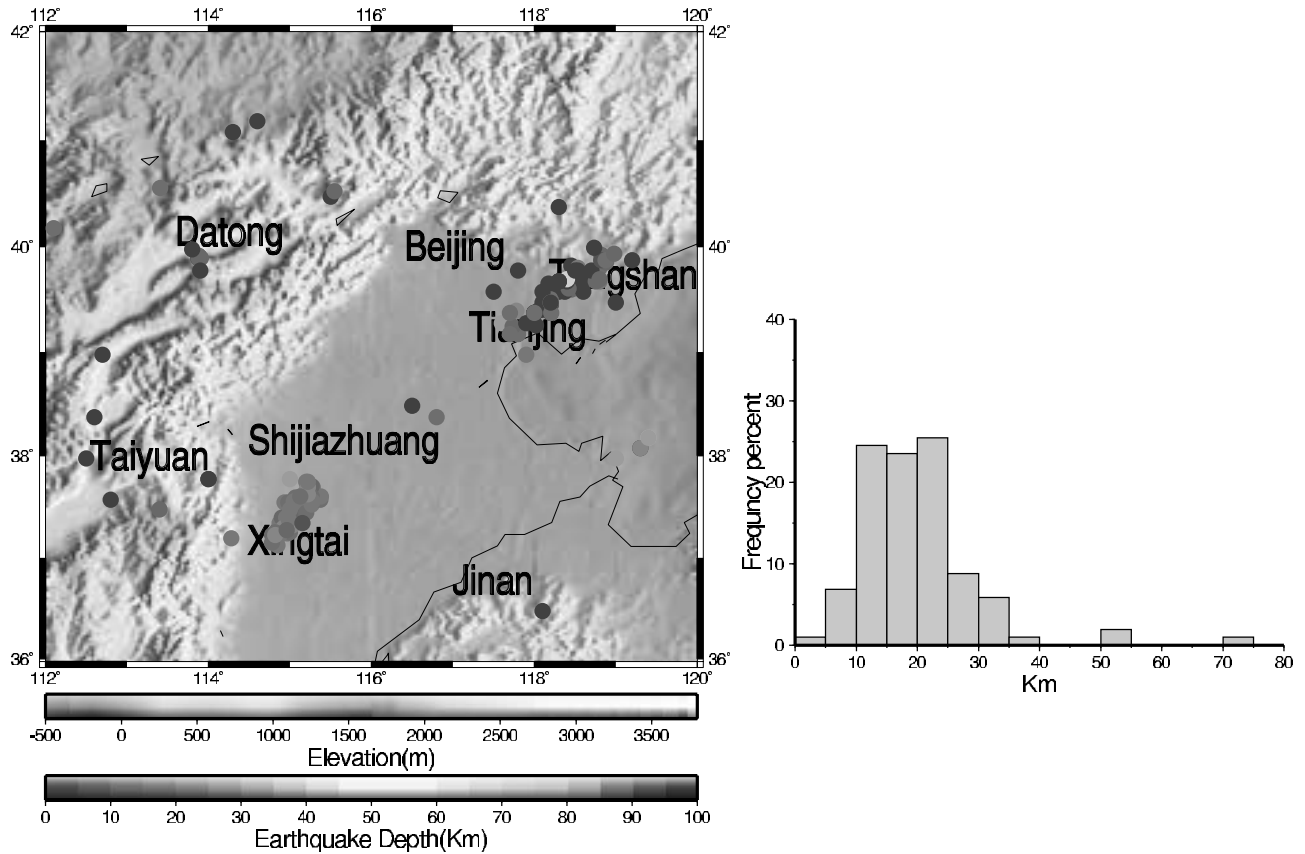 112° 114° 116° 118° 120°
42° 42°
Datong
Beijing
40° 40°
Tianjing
38° 38°
Shijiazhuang
Taiyuan
Xingtai
Jinan
36° 36°
112° 114° 116° 118° 120°
-500 0 500 1000 1500 2000 2500 3000 3500
Elevation(m)
0 10 20 30 40 50 60 70 80 90 100
Earthquake Depth(Km)
40
30
20
10
0
Frequncy percent
0 10 20 30 40 50 60 70 80
Km